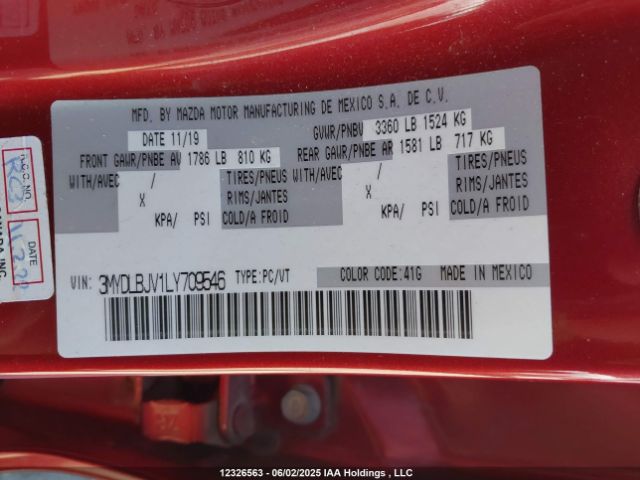 MFD. BY MAZDA MOTOR MANUFACTURING DE MEXICO S.A. DE C.V.
DATE 11/19 GVWR/PNBV 3360 LB 1524 KG
FRONT GAWR/PNBE AV 1786 LB 810 KG REAR GAWR/PNBE AR 1581 LB 717 KG
WITH/AVEC / TIRES/PNEUS WITH/AVEC / TIRES/PNEUS
X RIMS/JANTES X RIMS/JANTES
KPA/ PSI COLD/A FROID KPA/ PSI COLD/A FROID
VIN: 3MYDLBJV1LY709546 TYPE:PC/VT COLOR CODE:41G MADE IN MEXICO
R.C.C. NO.
DATE
12326563 - 06/02/2025 IAA Holdings , LLC